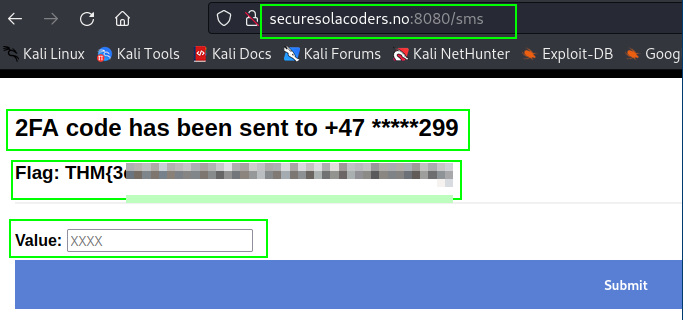 securesolacoders.no:8080/sms
Kali Linux Kali Tools Kali Docs Kali Forums Kali NetHunter Exploit-DB Goog
2FA code has been sent to +47 *****299
Flag: THM{3
Value: XXXX
Submit